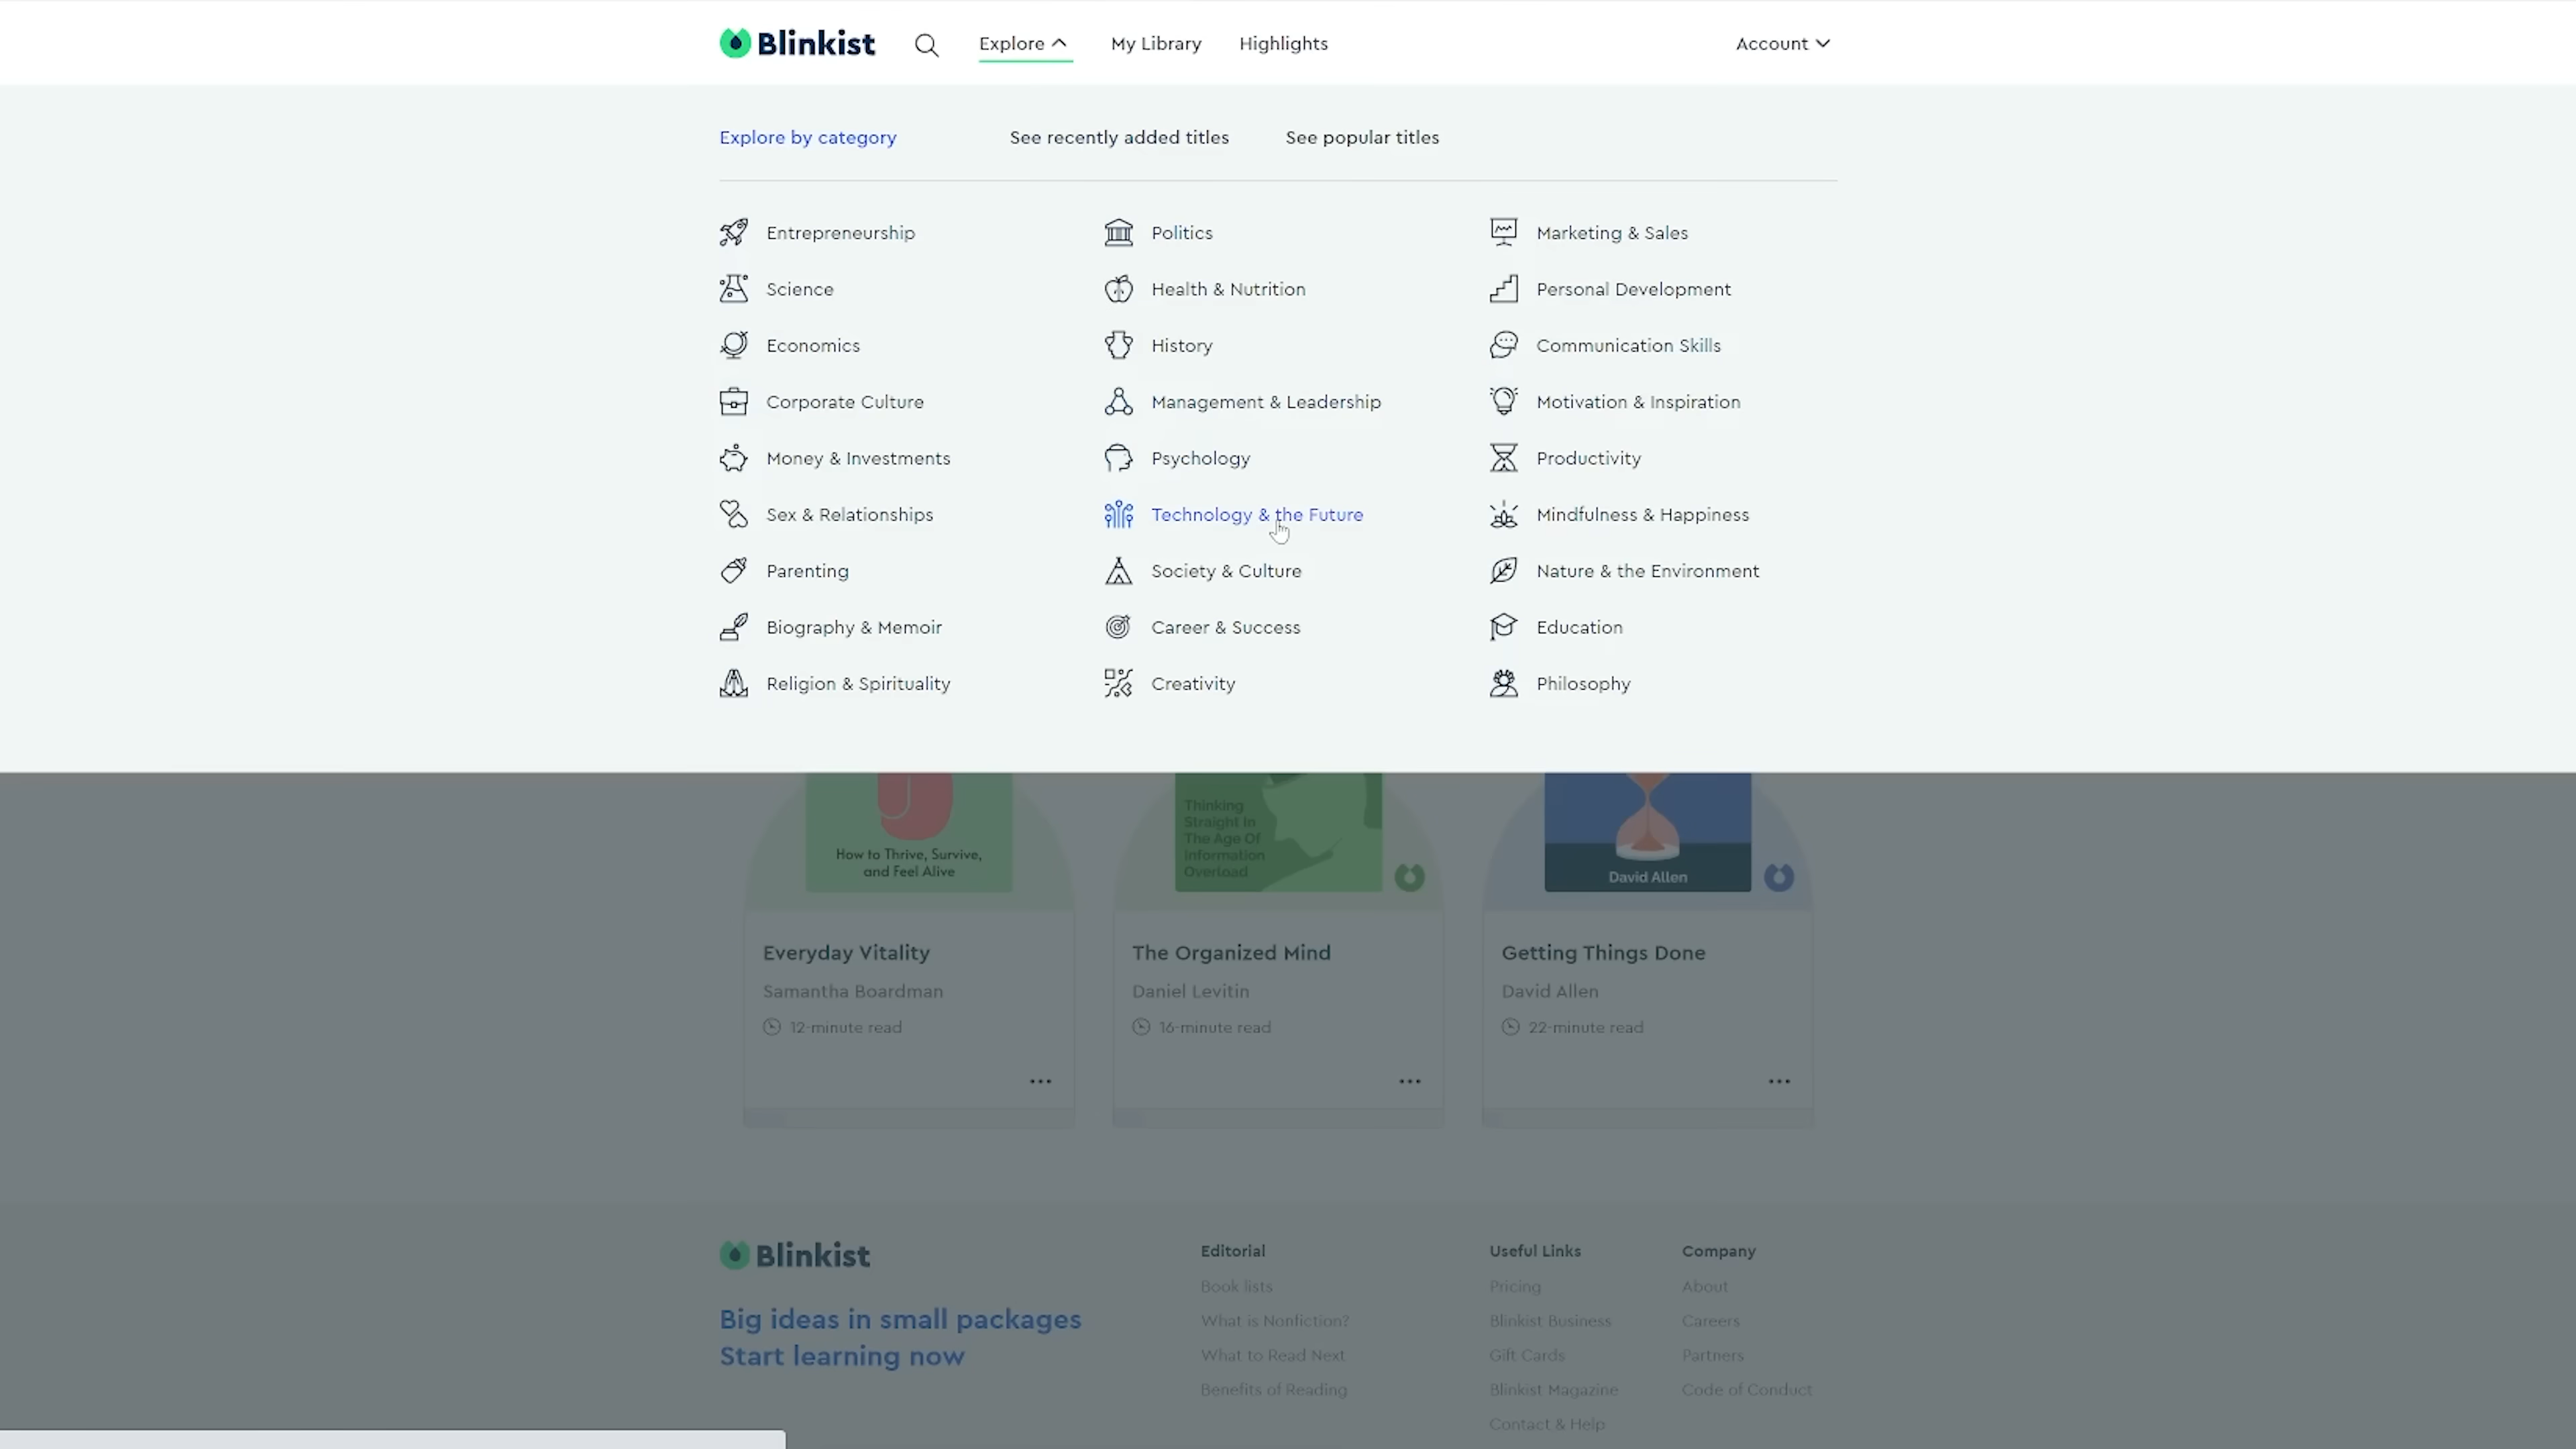 Blinkist
Explore
My Library
Highlights
Account
Explore by category
See recently added titles
See popular titles
Entrepreneurship
Politics
Marketing & Sales
Science
Health & Nutrition
Personal Development
Economics
History
Communication Skills
Corporate Culture
Management & Leadership
Motivation & Inspiration
Money & Investments
Psychology
Productivity
Sex & Relationships
Technology & the Future
Mindfulness & Happiness
Parenting
Society & Culture
Nature & the Environment
Biography & Memoir
Career & Success
Education
Religion & Spirituality
Creativity
Philosophy
How to Thrive, Survive,
and Feel Alive
Thinking
Straight In
The Age Of
Information
Overload
David Allen
Everyday Vitality
Samantha Boardman
12-minute read
The Organized Mind
Daniel Levitin
16-minute read
Getting Things Done
David Allen
22-minute read
Blinkist
Big ideas in small packages
Start learning now
Editorial
Book lists
What is Nonfiction?
What to Read Next
Benefits of Reading
Useful Links
Pricing
Blinkist Business
Gift Cards
Blinkist Magazine
Contact & Help
Company
About
Careers
Partners
Code of Conduct